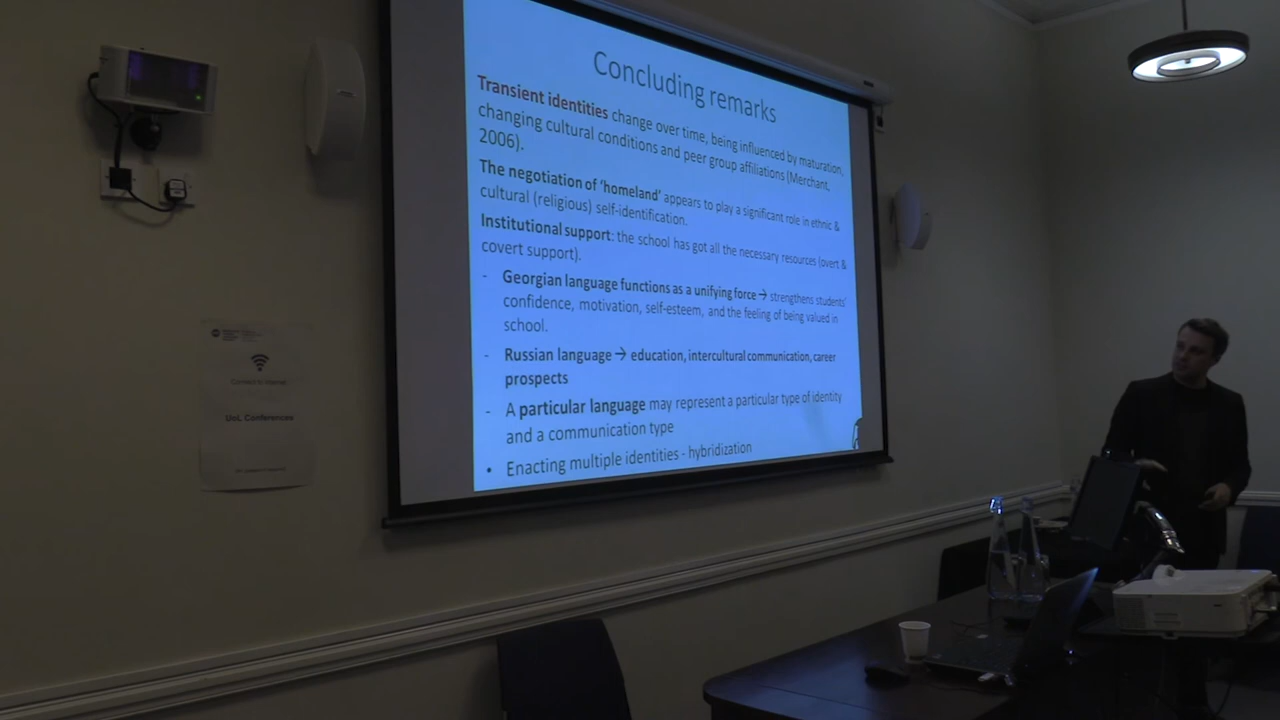 Concluding remarks
Transient identities change over time, being influenced by maturation,
changing cultural conditions and peer group affiliations (Merchant,
2006).
The negotiation of ‘homeland’ appears to play a significant role in ethnic &
cultural (religious) self-identification.
Institutional support: the school has got all the necessary resources (overt &
covert support).
- Georgian language functions as a unifying force → strengthens students'
confidence, motivation, self-esteem, and the feeling of being valued in
school.
- Russian language → education, intercultural communication, career
prospects
- A particular language may represent a particular type of identity
and a communication type
• Enacting multiple identities - hybridization
Connect to Internet
UoL Conferences